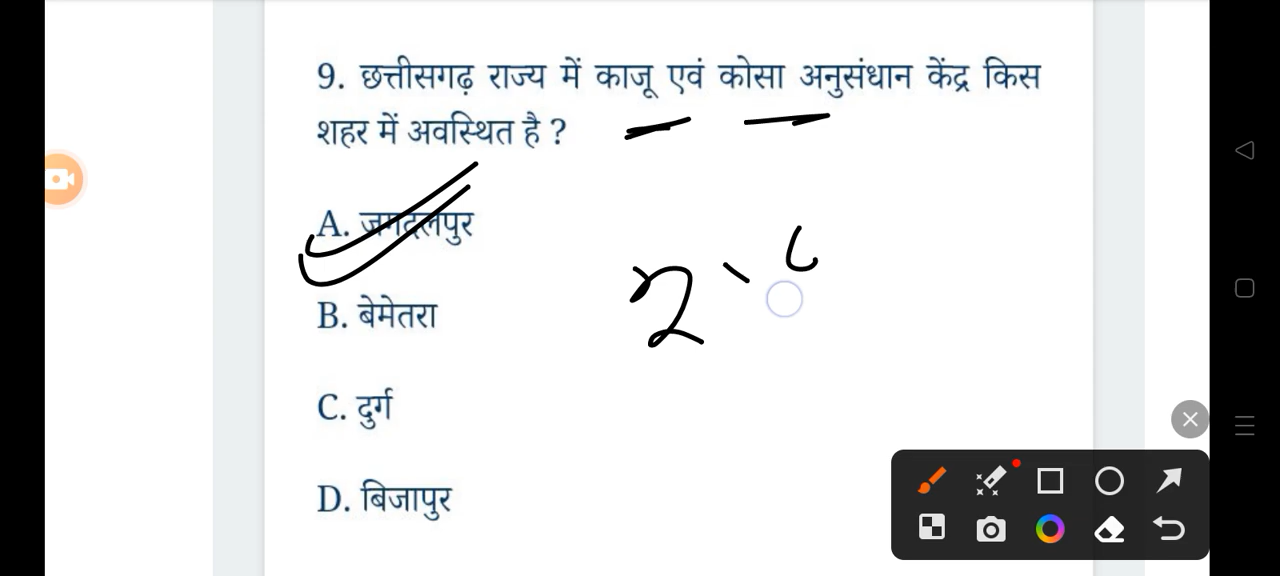 9. छत्तीसगढ़ राज्य में काजू एवं कोसा अनुसंधान केंद्र किस
शहर में अवस्थित है ?
A. जगदलपुर
B. बेमेतरा
C. दुर्ग
D. बिजापुर